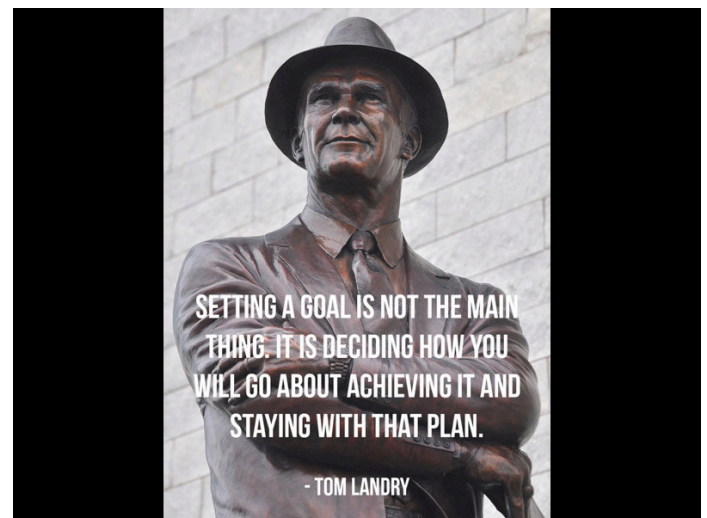 SETTING A GOAL IS NOT THE MAIN
THING. IT IS DECIDING HOW YOU
WILL GO ABOUT ACHIEVING IT AND
STAYING WITH THAT PLAN.
- TOM LANDRY